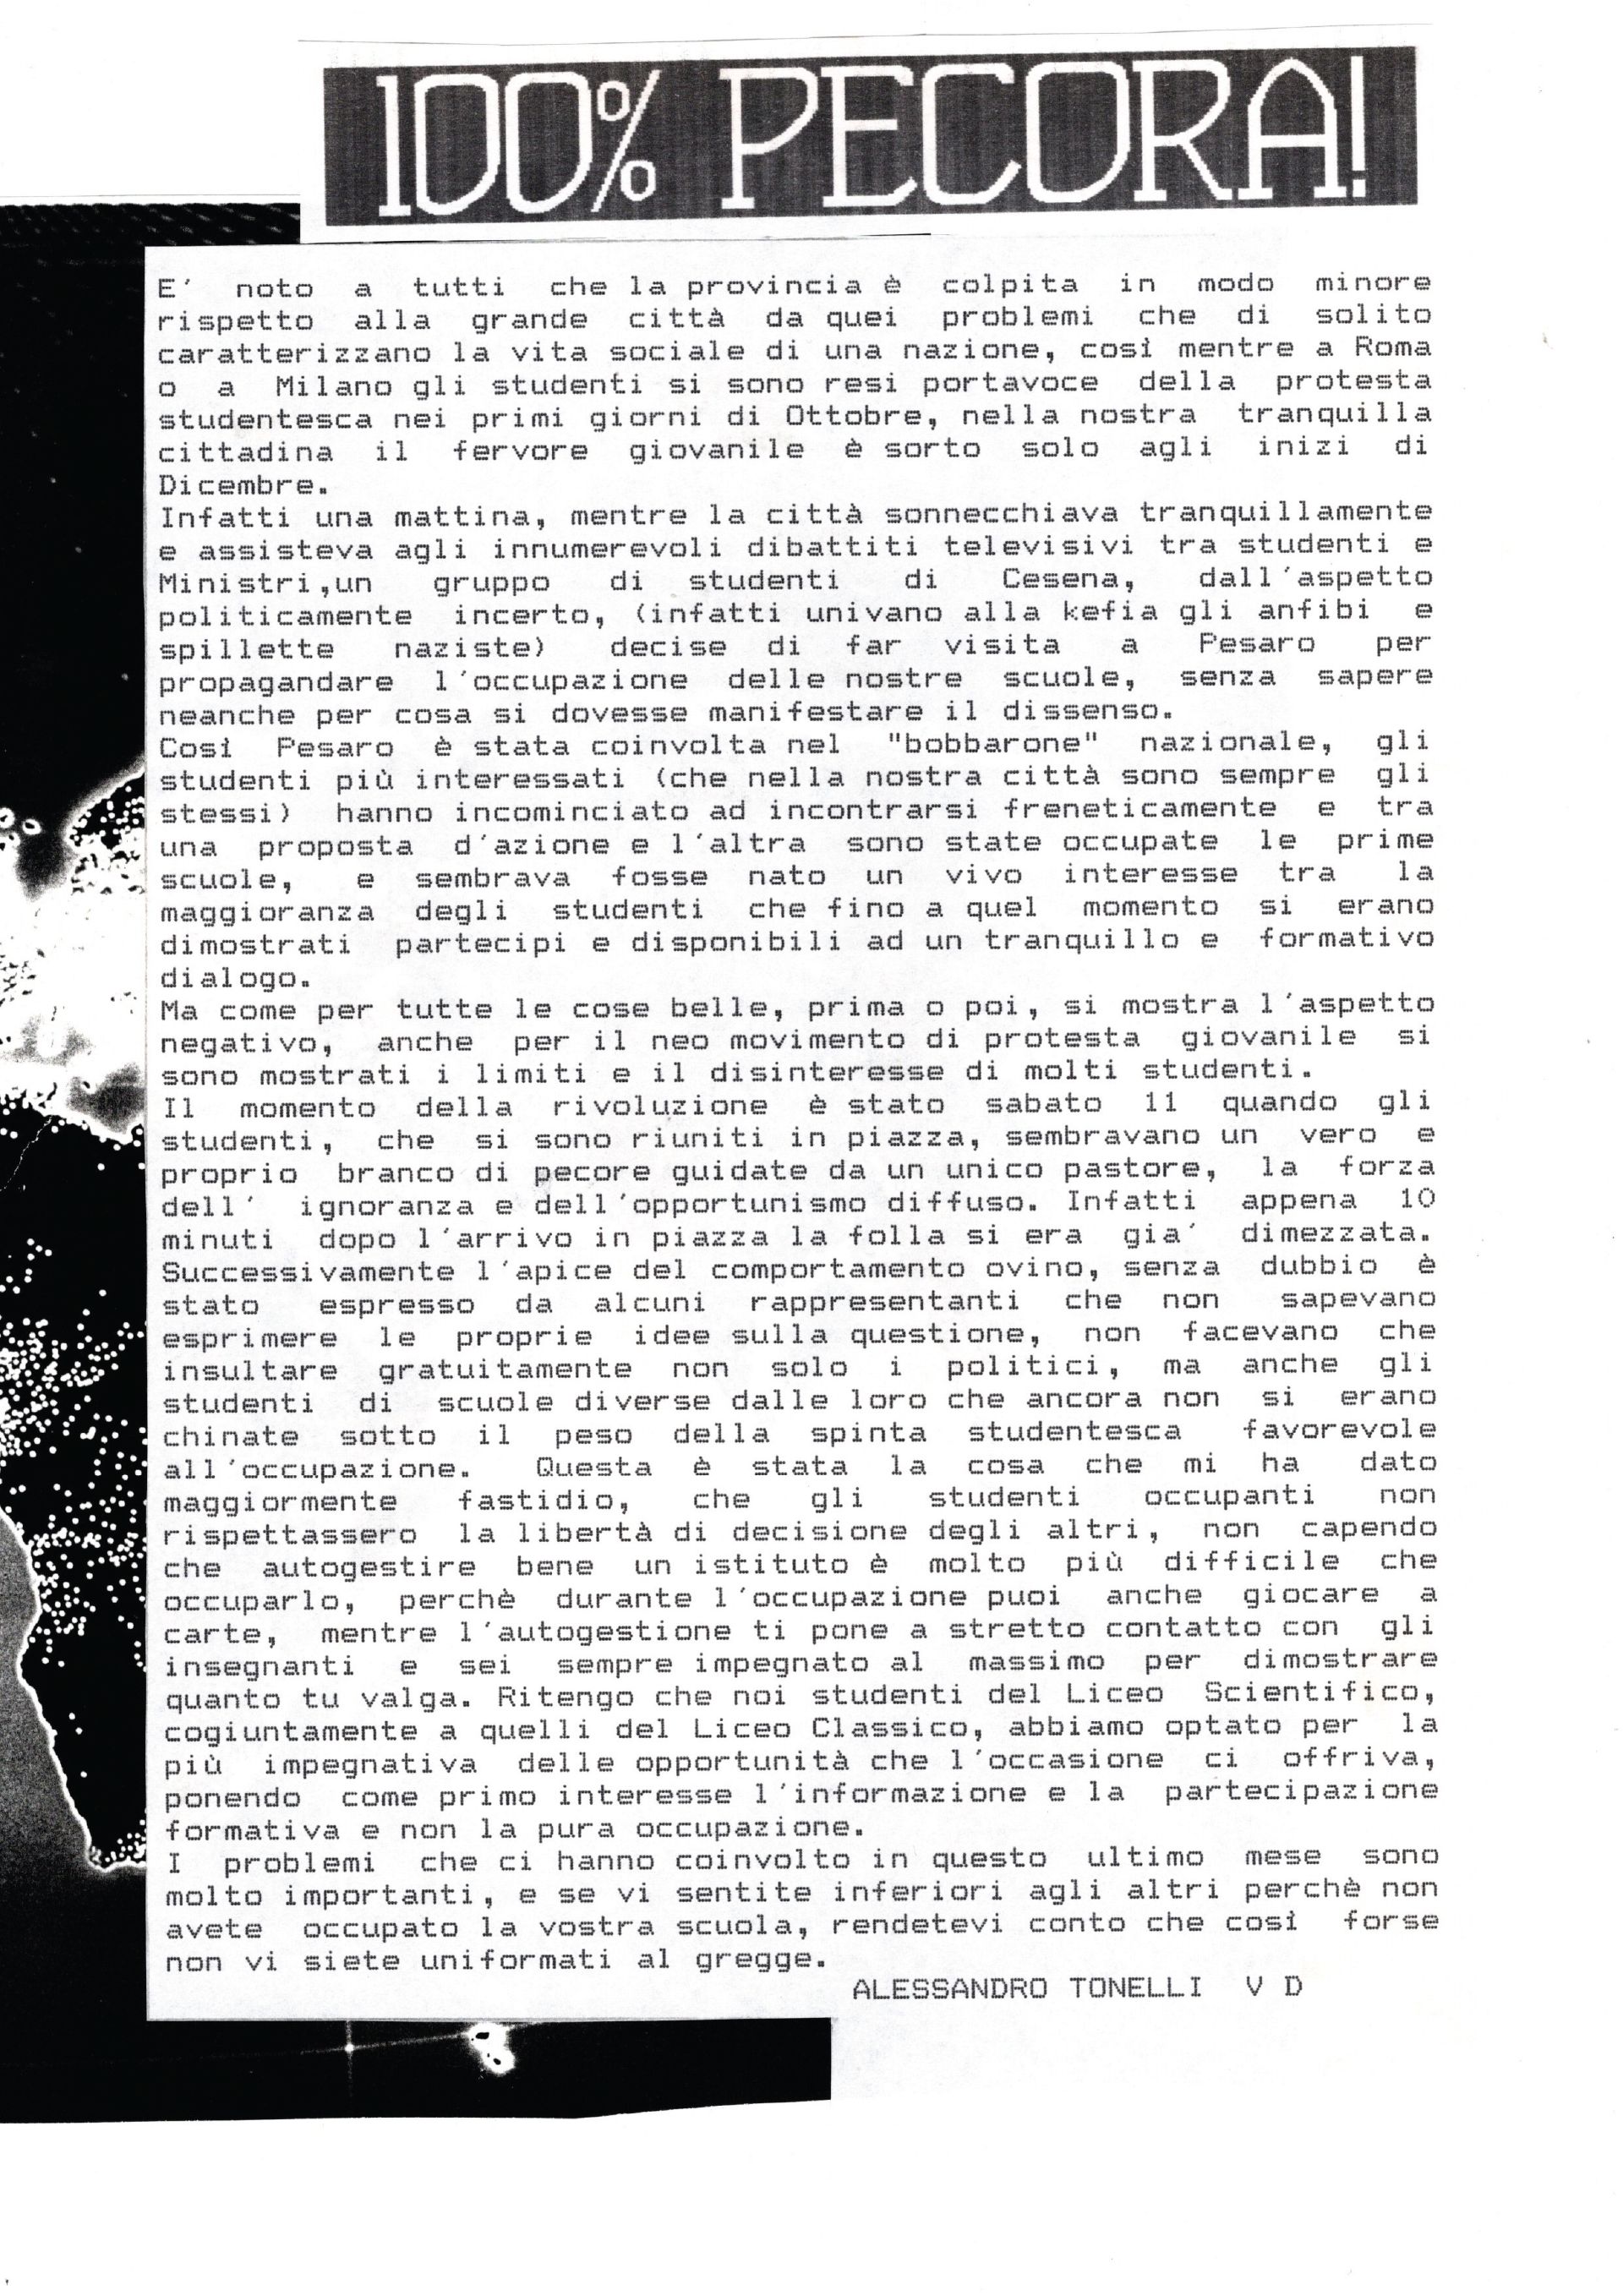 100% PECORA!
E' noto a tutti che la provincia è colpita in modo minore
rispetto alla grande città da quei problemi che di solito
caratterizzano la vita sociale di una nazione, così mentre a Roma
o a Milano gli studenti si sono resi portavoce della protesta
studentesca nei primi giorni di Ottobre, nella nostra tranquilla
cittadina il fervore giovanile è sorto solo agli inizi di
Dicembre.
Infatti una mattina, mentre la città sonnecchiava tranquillamente
e assisteva agli innumerevoli dibattiti televisivi tra studenti e
Ministri,un gruppo di studenti di Cesena, dall'aspetto
politicamente incerto, (infatti univano alla kefia gli anfibi e
spillette naziste) decise di far visita a Pesaro per
propagandare l'occupazione delle nostre scuole, senza sapere
neanche per cosa si dovesse manifestare il dissenso.
Così Pesaro è stata coinvolta nel "bobbarone" nazionale, gli
studenti più interessati (che nella nostra città sono sempre gli
stessi) hanno incominciato ad incontrarsi freneticamente e tra
una proposta d'azione e l'altra sono state occupate le prime
scuole, e sembrava fosse nato un vivo interesse tra la
maggioranza degli studenti che fino a quel momento si erano
dimostrati partecipi e disponibili ad un tranquillo e formativo
dialogo.
Ma come per tutte le cose belle, prima o poi, si mostra l'aspetto
negativo, anche per il neo movimento di protesta giovanile si
sono mostrati i limiti e il disinteresse di molti studenti.
Il momento della rivoluzione è stato sabato 11 quando gli
studenti, che si sono riuniti in piazza, sembravano un vero e
proprio branco di pecore guidate da un unico pastore, la forza
dell' ignoranza e dell'opportunismo diffuso. Infatti appena 10
minuti dopo l'arrivo in piazza la folla si era gia' dimezzata.
Successivamente l'apice del comportamento ovino, senza dubbio è
stato espresso da alcuni rappresentanti che non sapevano
esprimere le proprie idee sulla questione, non facevano che
insultare gratuitamente non solo i politici, ma anche gli
studenti di scuole diverse dalle loro che ancora non si erano
chinate sotto il peso della spinta studentesca favorevole
all'occupazione. Questa è stata la cosa che mi ha dato
maggiormente fastidio, che gli studenti occupanti non
rispettassero la libertà di decisione degli altri, non capendo
che autogestire bene un istituto è molto più difficile che
occuparlo, perchè durante l'occupazione puoi anche giocare a
carte, mentre l'autogestione ti pone a stretto contatto con gli
insegnanti e sei sempre impegnato al massimo per dimostrare
quanto tu valga. Ritengo che noi studenti del Liceo Scientifico,
cogiuntamente a quelli del Liceo Classico, abbiamo optato per la
più impegnativa delle opportunità che l'occasione ci offriva,
ponendo come primo interesse l'informazione e la partecipazione
formativa e non la pura occupazione.
I problemi che ci hanno coinvolto in questo ultimo mese sono
molto importanti, e se vi sentite inferiori agli altri perchè non
avete occupato la vostra scuola, rendetevi conto che così forse
non vi siete uniformati al gregge.
ALESSANDRO TONELLI V D